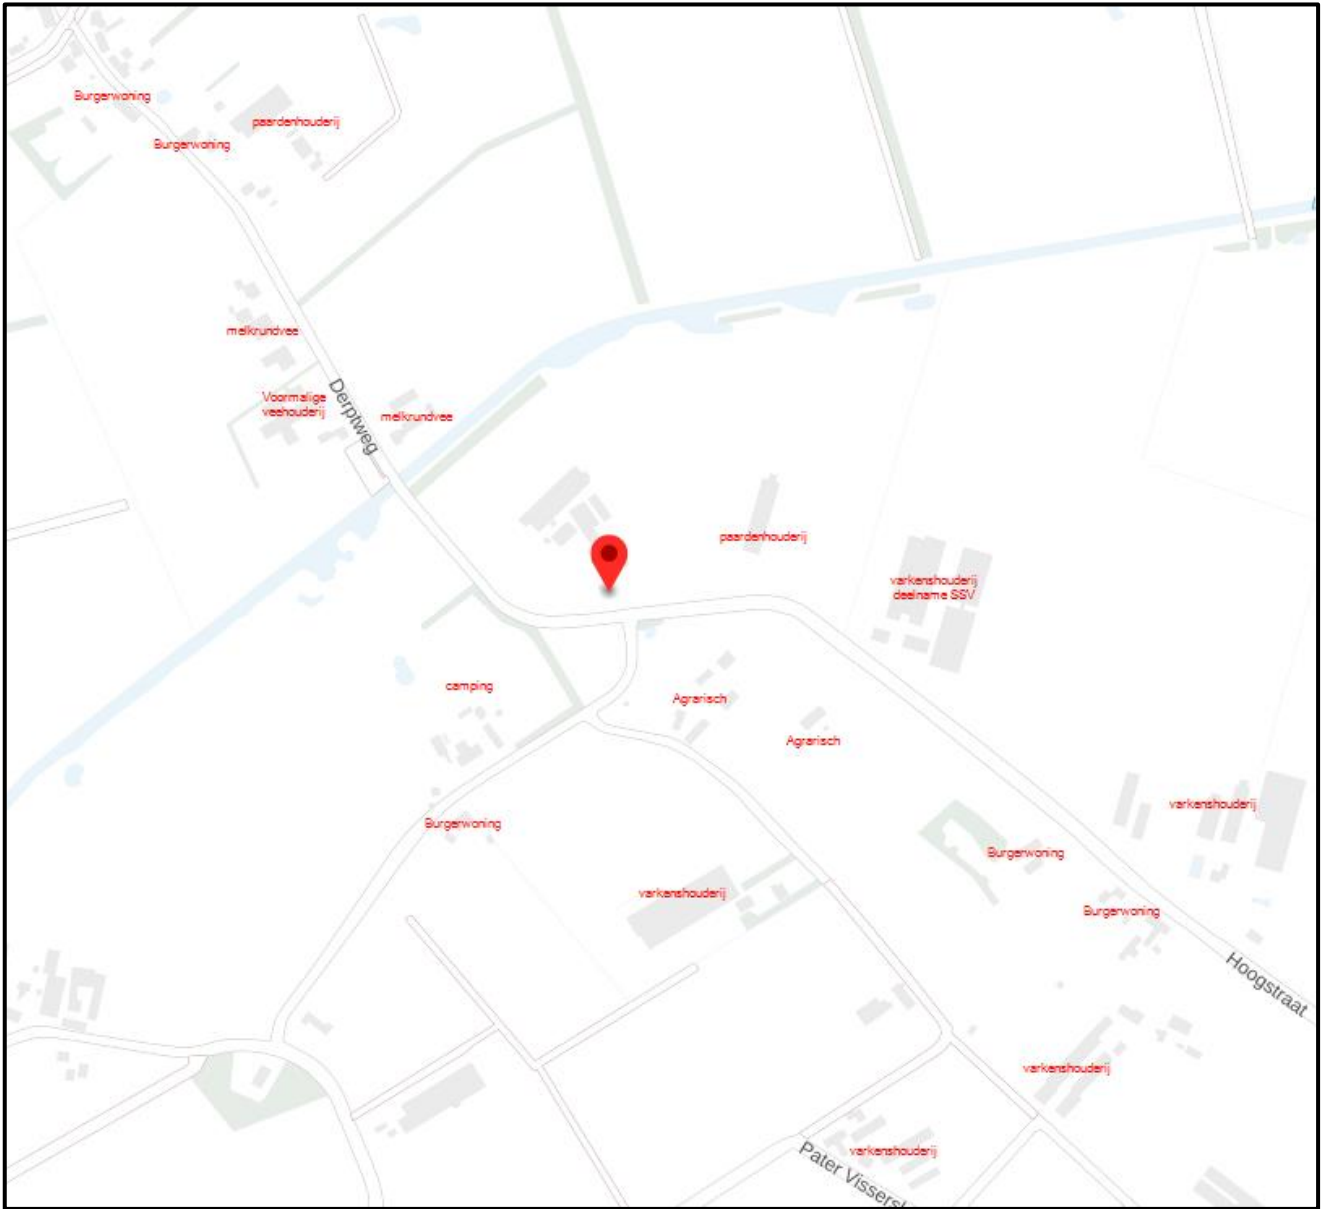 Burgerwoning
paardenhouderij
Burgerwoning
melkrundvee
Derptweg
Voormalige
veehouderij
melkrundvee
paardenhouderij
varkenshouderij
deelname SSV
camping
Agrarisch
Agrarisch
varkenshouderij
Burgerwoning
Burgerwoning
varkenshouderij
Burgerwoning
Hoogstraat
varkenshouderij
varkenshouderij